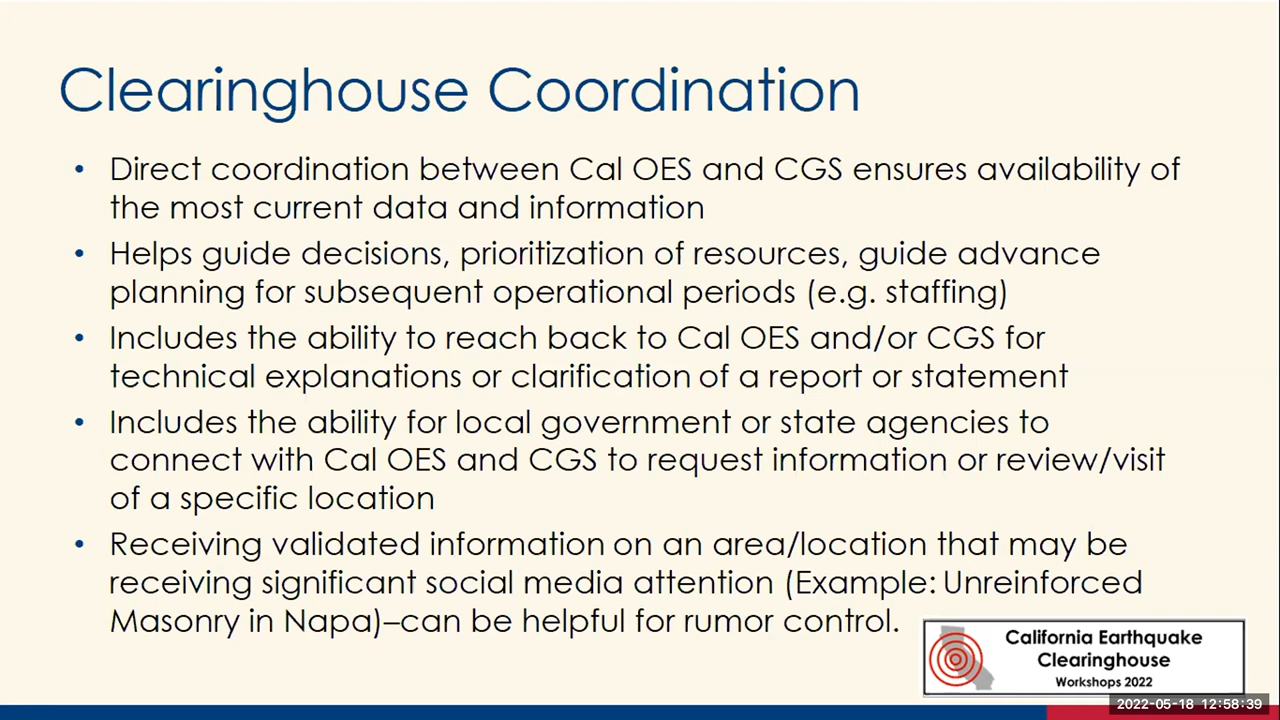 Clearinghouse Coordination
• Direct coordination between Cal OES and CGS ensures availability of
the most current data and information
• Helps guide decisions, prioritization of resources, guide advance
planning for subsequent operational periods (e.g. staffing)
• Includes the ability to reach back to Cal OES and/or CGS for
technical explanations or clarification of a report or statement
• Includes the ability for local government or state agencies to
connect with Cal OES and CGS to request information or review/visit
of a specific location
• Receiving validated information on an area/location that may be
receiving significant social media attention (Example: Unreinforced
Masonry in Napa)–can be helpful for rumor control.
California Earthquake
Clearinghouse
Workshops 2022
2022-05-18 12:58:39